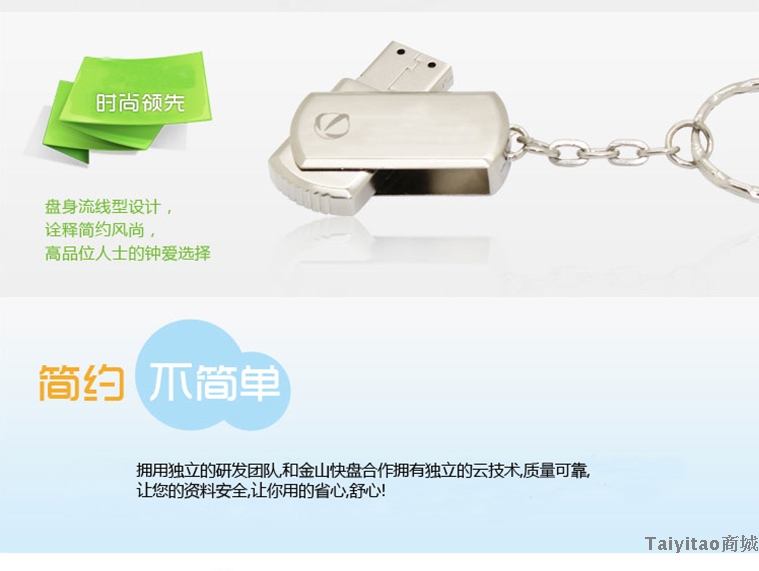 时尚领先
盘身流线型设计，
诠释简约风尚，
高品位人士的钟爱选择
简约 不简单
拥用独立的研发团队,和金山快盘合作拥有独立的云技术,质量可靠,
让您的资料安全,让你用的省心,舒心!
Taiyitao商城